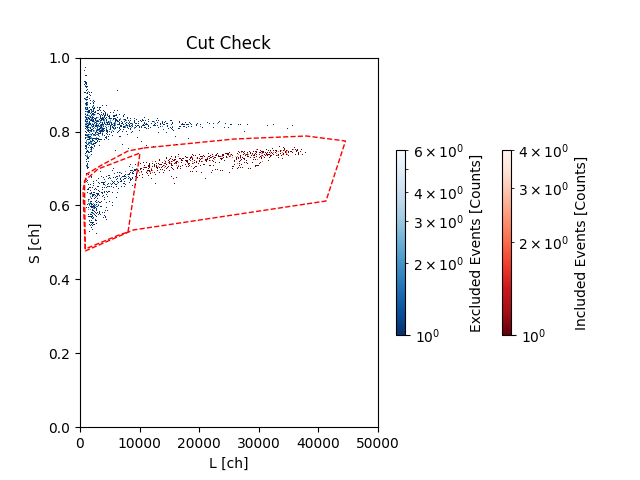 Cut Check
S [ch]
1.0
0.8
0.6
0.4
0.2
0.0
0 10000 20000 30000 40000 50000
L [ch]
6 × 10⁰
4 × 10⁰
3 × 10⁰
2 × 10⁰
10⁰
Excluded Events [Counts]
4 × 10⁰
3 × 10⁰
2 × 10⁰
10⁰
Included Events [Counts]